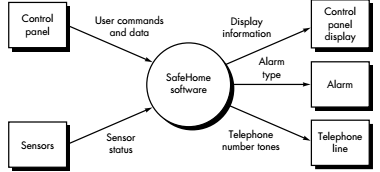 Control
panel
User commands
and data
Display
information
Control
panel
display
SafeHome
software
Alarm
type
Alarm
Sensors
Sensor
status
Telephone
number tones
Telephone
line